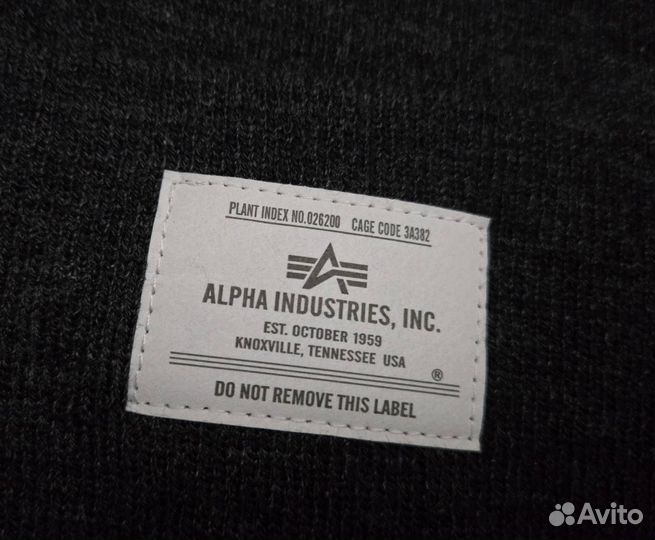 PLANT INDEX NO.026200 CAGE CODE 3A382
ALPHA INDUSTRIES, INC.
EST. OCTOBER 1959
KNOXVILLE, TENNESSEE USA
®
DO NOT REMOVE THIS LABEL
Avito